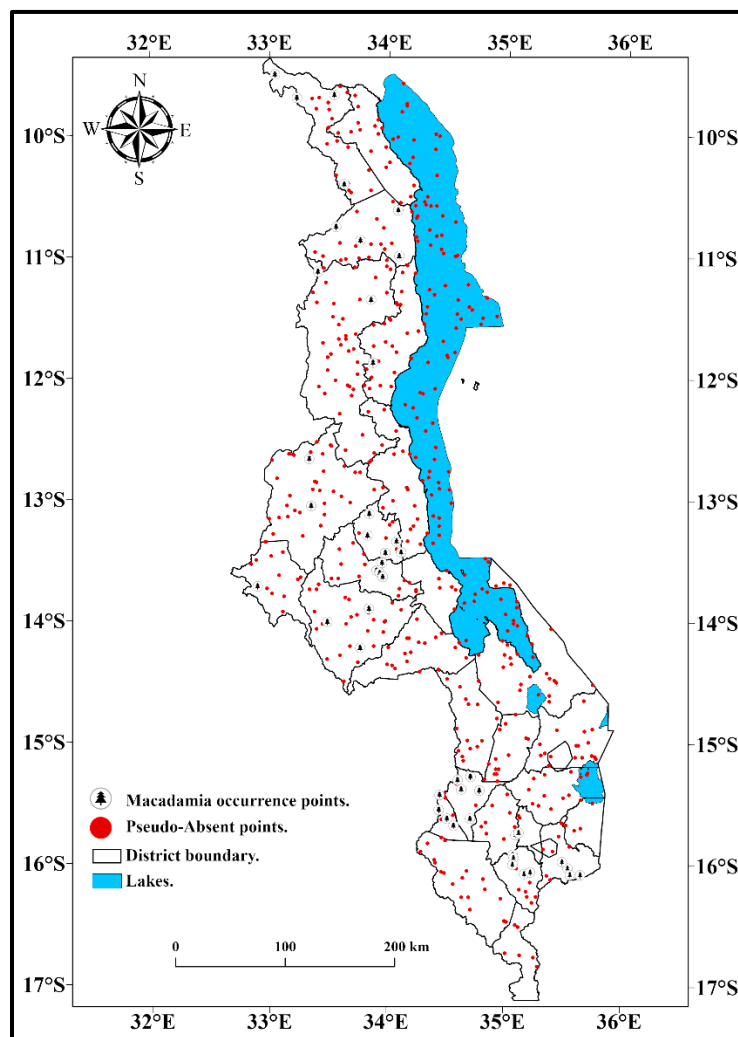 32°E 33°E 34°E 35°E 36°E
N
W E
S
10°S 10°S
11°S 11°S
12°S 12°S
13°S 13°S
14°S 14°S
15°S 15°S
16°S 16°S
17°S 17°S
Macadamia occurrence points.
Pseudo-Absent points.
District boundary.
Lakes.
0 100 200 km
32°E 33°E 34°E 35°E 36°E